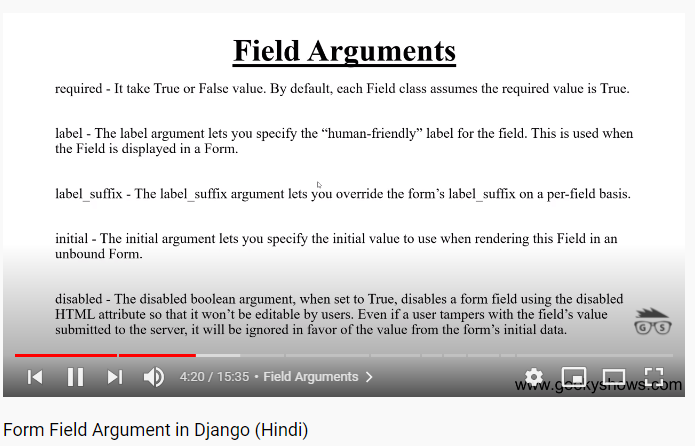 Field Arguments
required - It take True or False value. By default, each Field class assumes the required value is True.
label - The label argument lets you specify the “human-friendly” label for the field. This is used when
the Field is displayed in a Form.
label_suffix - The label_suffix argument lets you override the form’s label_suffix on a per-field basis.
initial - The initial argument lets you specify the initial value to use when rendering this Field in an
unbound Form.
disabled - The disabled boolean argument, when set to True, disables a form field using the disabled
HTML attribute so that it won’t be editable by users. Even if a user tampers with the field’s value
submitted to the server, it will be ignored in favor of the value from the form’s initial data.
G S
4:20 / 15:35 • Field Arguments
www.geekyshows.com
Form Field Argument in Django (Hindi)